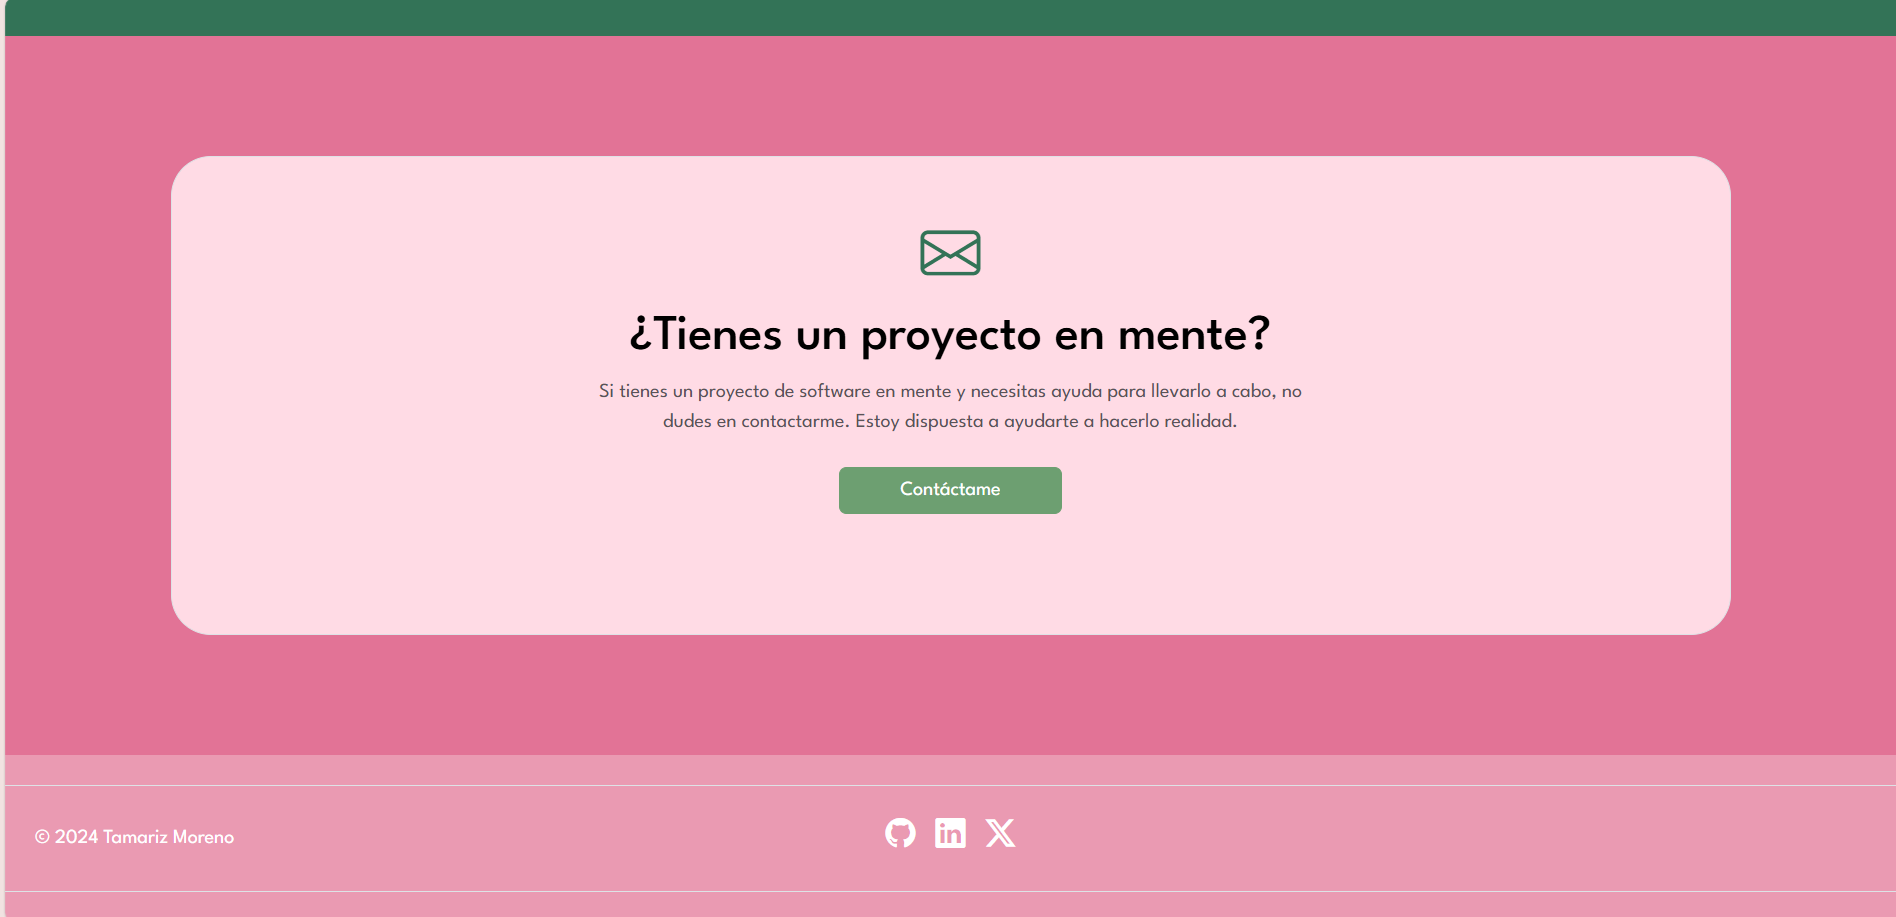 ¿Tienes un proyecto en mente?
Si tienes un proyecto de software en mente y necesitas ayuda para llevarlo a cabo, no
dudes en contactarme. Estoy dispuesta a ayudarte a hacerlo realidad.
Contáctame
© 2024 Tamariz Moreno
in